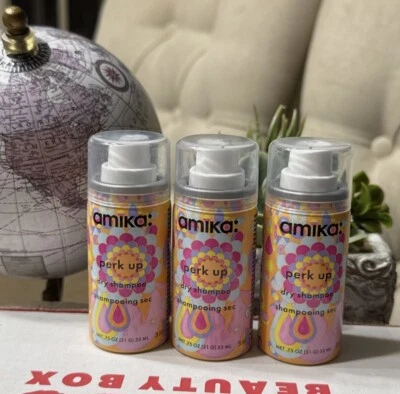 amika:
perk up
dry shampoo
shampooing sec
amika:
perk up
dry shampoo
shampooing sec
amika:
perk up
dry shampoo
shampooing sec
BEAUTY BOX